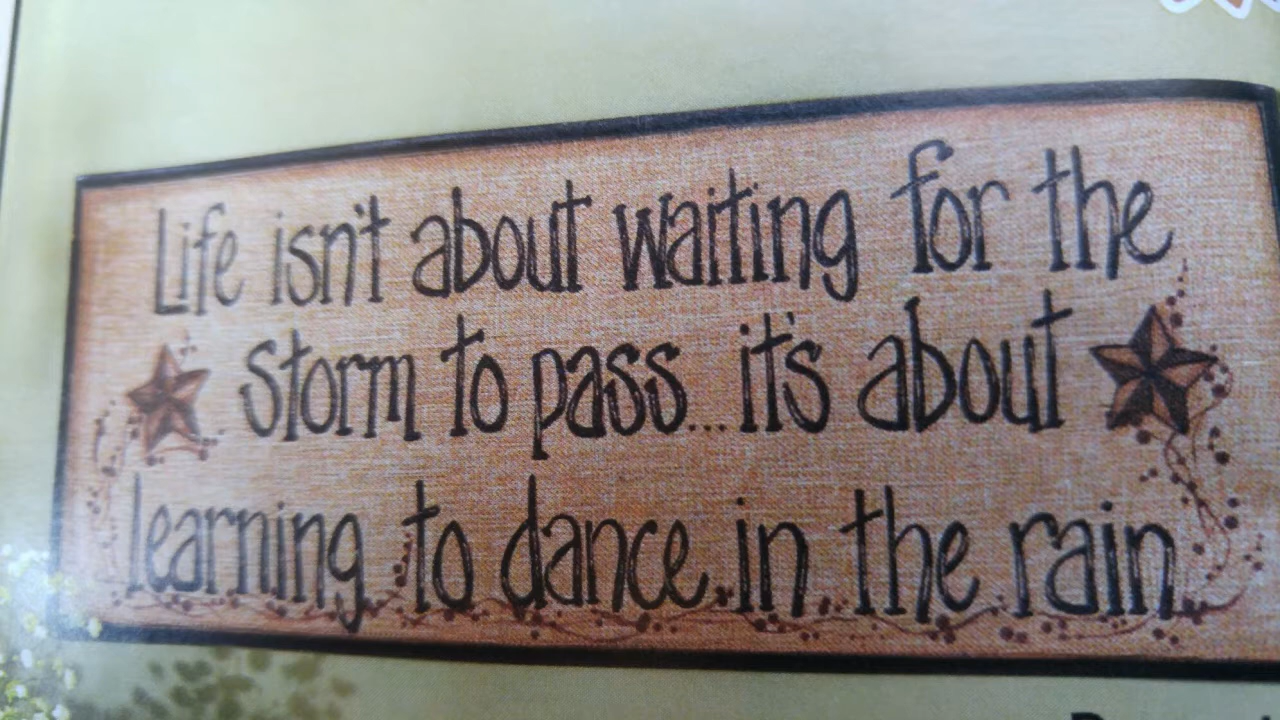 Life isn't about waiting for the
Storm to pass...it's about
learning to dance in the rain